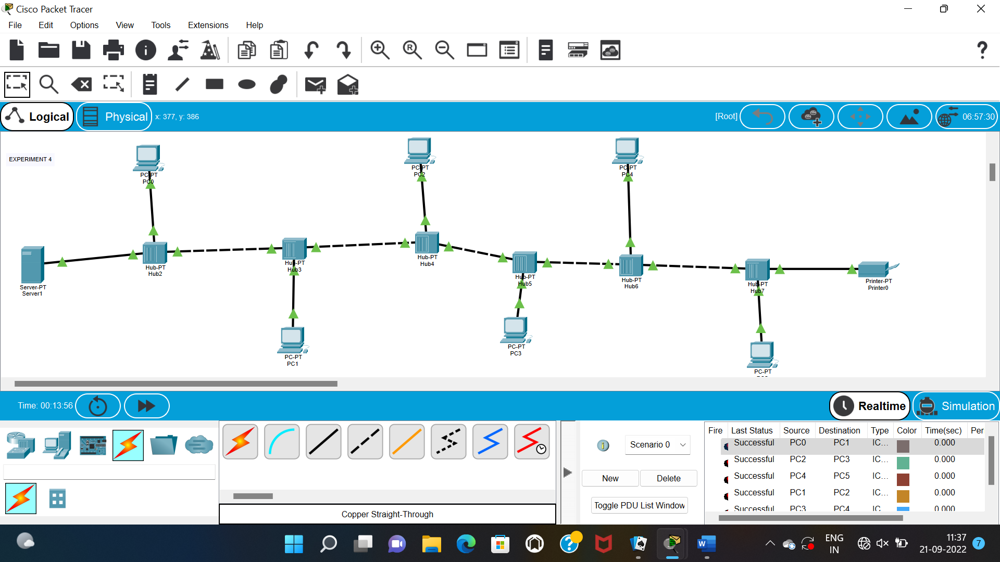 Cisco Packet Tracer
File Edit Options View Tools Extensions Help
Logical Physical x: 377, y: 386 [Root] 06:57:30
EXPERIMENT 4
PC-PT
PC0
PC-PT
PC2
PC-PT
PC4
Server-PT
Server1
Hub-PT
Hub2
Hub-PT
Hub3
Hub-PT
Hub4
Hub-PT
Hub5
Hub-PT
Hub6
Hub-PT
Hub7
Printer-PT
Printer0
PC-PT
PC1
PC-PT
PC3
PC-PT
Time: 00:13:56 Realtime Simulation
Scenario 0
New Delete
Toggle PDU List Window
Copper Straight-Through
Fire Last Status Source Destination Type Color Time(sec) Per
Successful PC0 PC1 IC... 0.000
Successful PC2 PC3 IC... 0.000
Successful PC4 PC5 IC... 0.000
Successful PC1 PC2 IC... 0.000
Successful PC3 PC4 IC 0.000
ENG
IN
11:37
21-09-2022
7